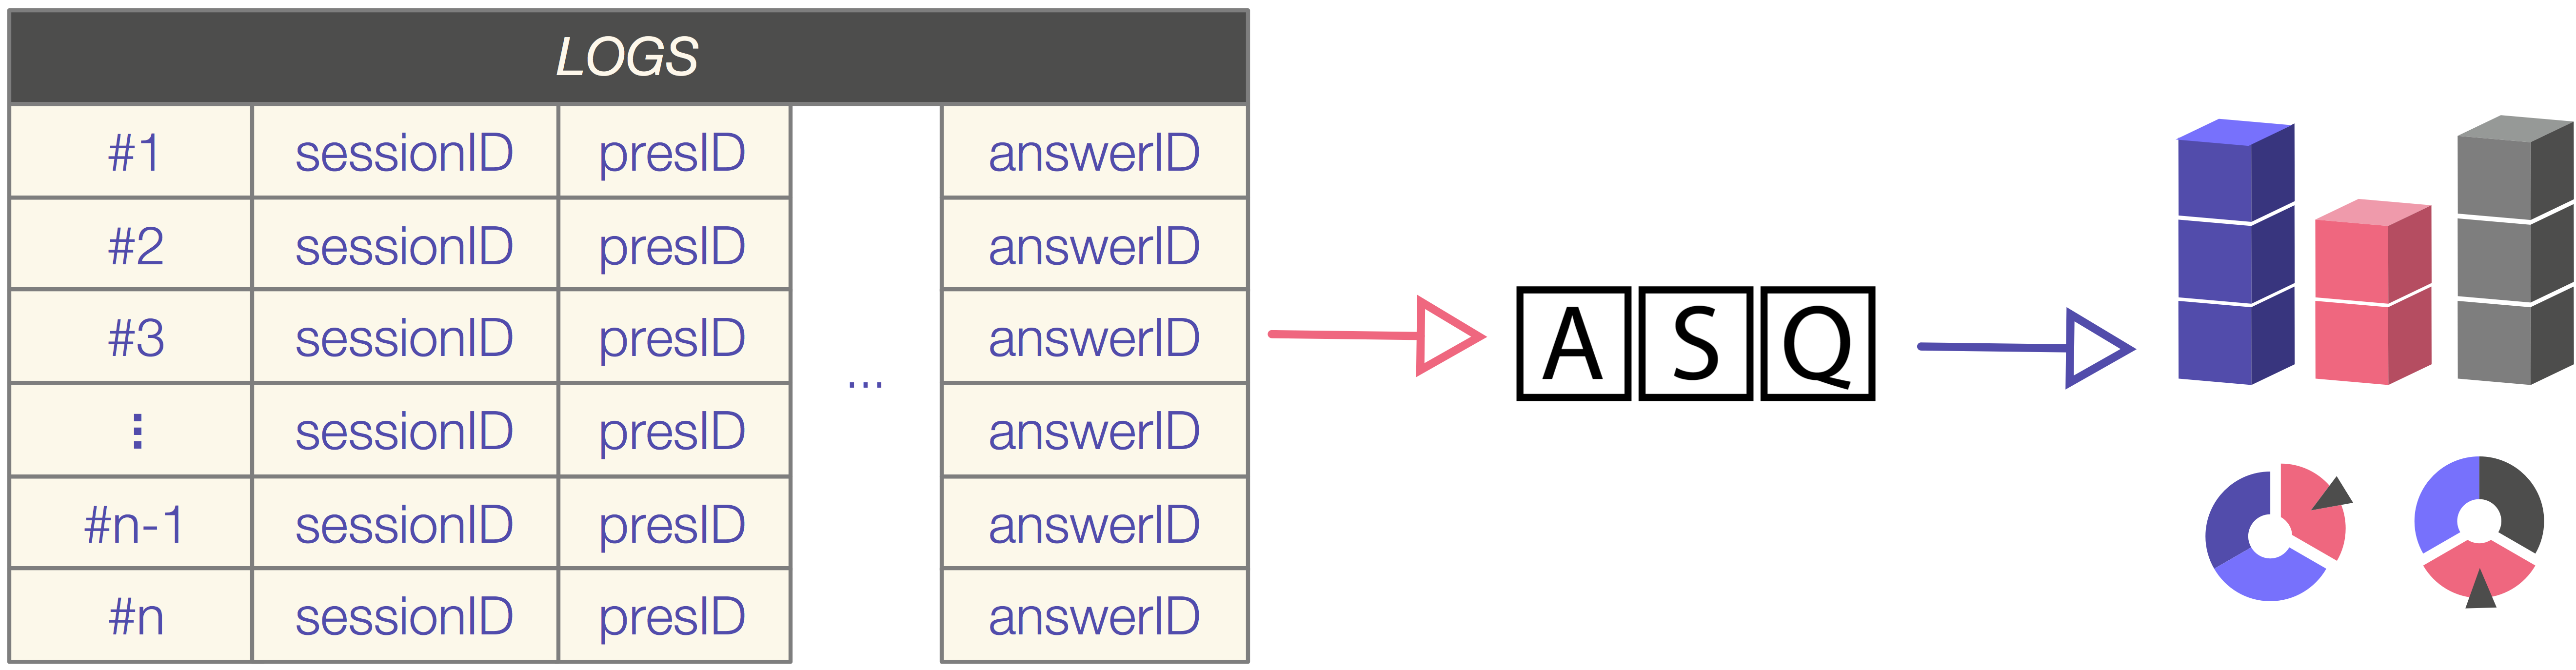 LOGS
#1 sessionID presID answerID
#2 sessionID presID answerID
#3 sessionID presID answerID
... 
⋮ sessionID presID answerID
#n-1 sessionID presID answerID
#n sessionID presID answerID
A S Q